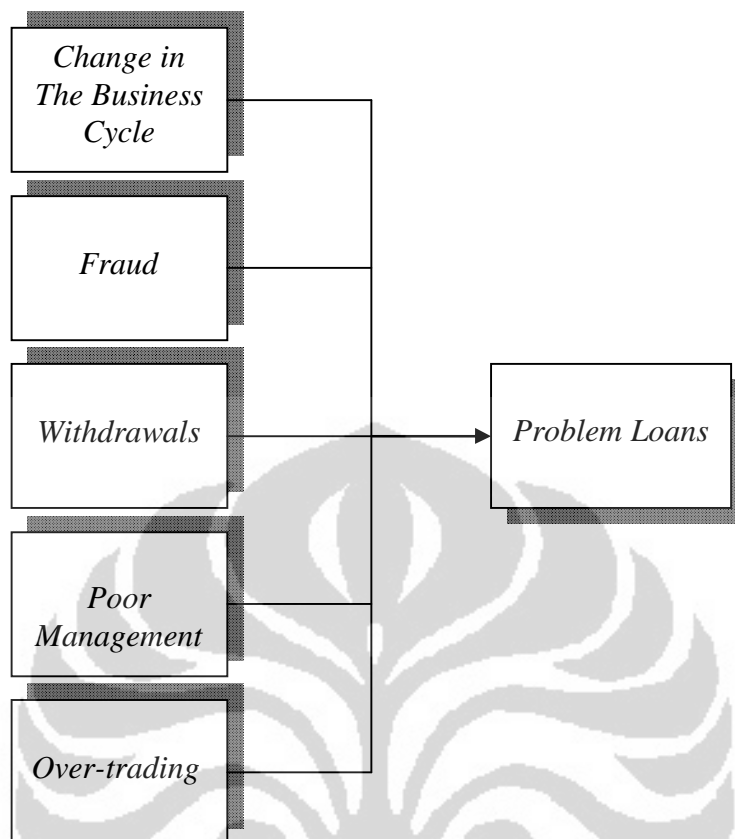 Change in
The Business
Cycle
Fraud
Withdrawals
Problem Loans
Poor
Management
Over-trading